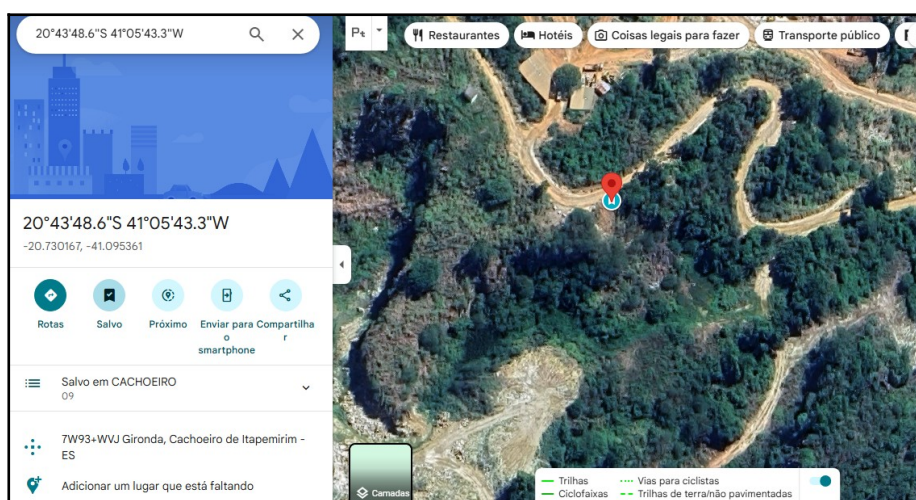 20°43'48.6"S 41°05'43.3"W
Restaurantes
Hotéis
Coisas legais para fazer
Transporte público
20°43'48.6"S 41°05'43.3"W
-20.730167, -41.095361
Rotas
Salvo
Próximo
Enviar para
o
smartphone
Compartilha
r
Salvo em CACHOEIRO
09
7W93+WVJ Gironda, Cachoeiro de Itapemirim -
ES
Adicionar um lugar que está faltando
Camadas
Trilhas
Vias para ciclistas
Ciclofaixas
Trilhas de terra/não pavimentadas